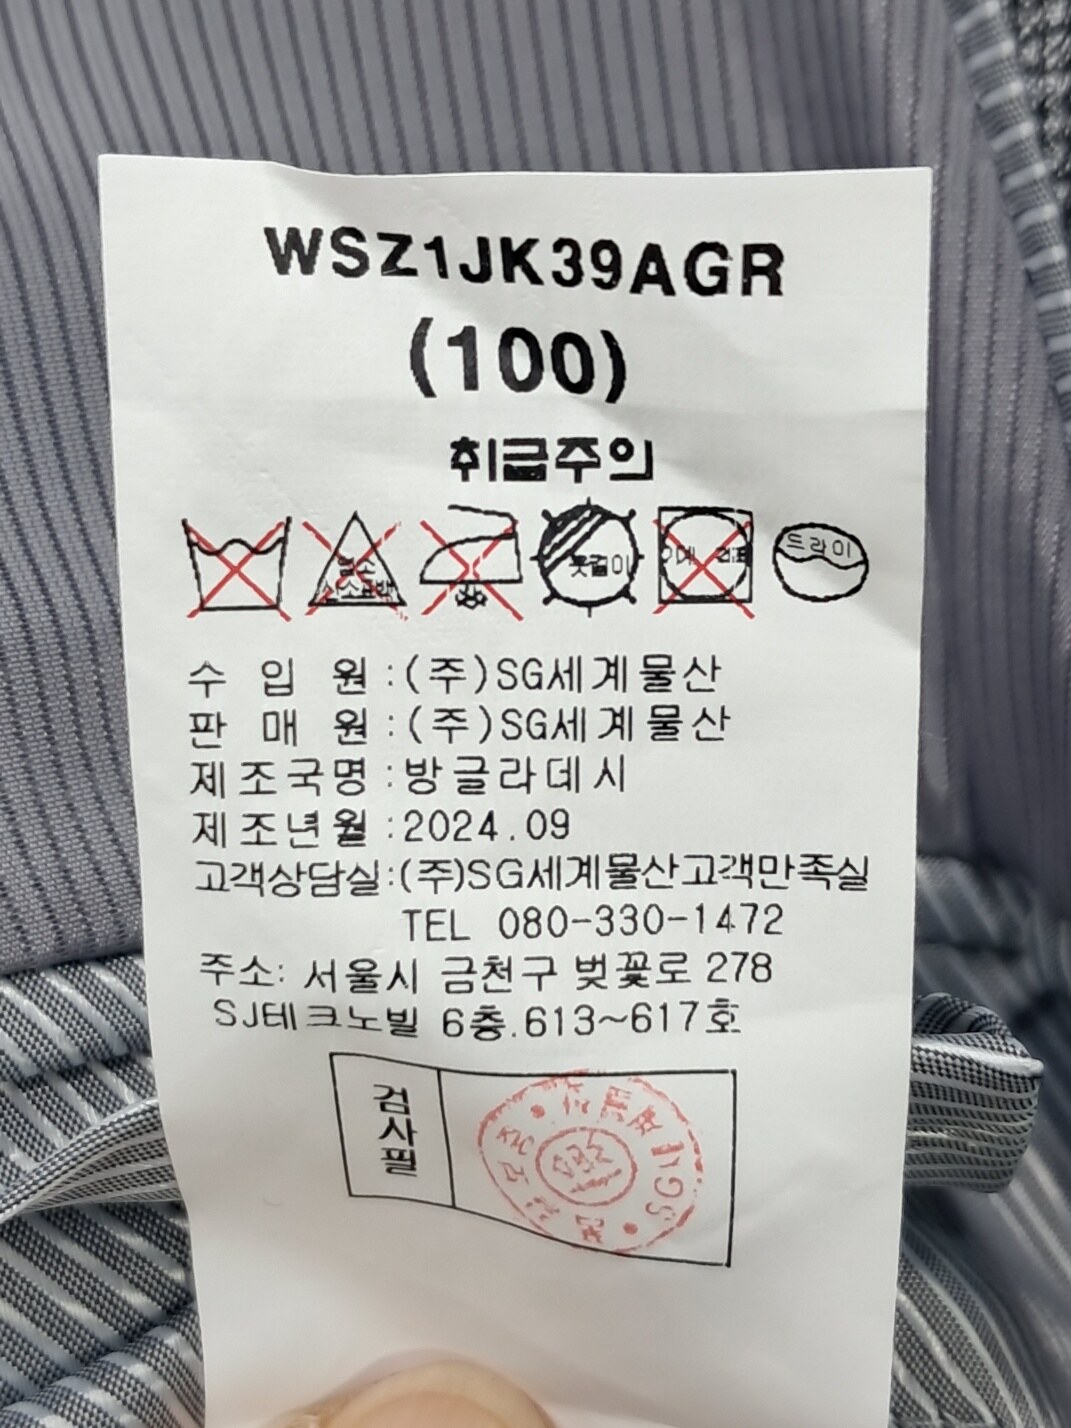 WSZ1JK39AGR
(100)
취급주의
옷걸이
드라이
수 입 원 : (주)SG세계물산
판 매 원 : (주)SG세계물산
제조국명 : 방글라데시
제조년월 : 2024.09
고객상담실:(주)SG세계물산고객만족실
TEL 080-330-1472
주소: 서울시 금천구 벚꽃로 278
SJ테크노빌 6층.613~617호
검사필
SG